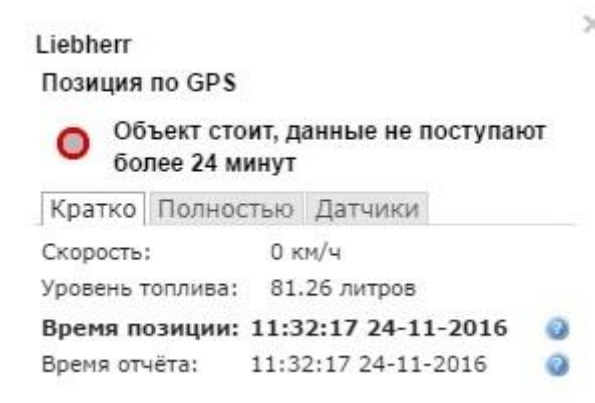 Liebherr
Позиция по GPS
Объект стоит, данные не поступают
более 24 минут
Кратко Полностью Датчики
Скорость: 0 км/ч
Уровень топлива: 81.26 литров
Время позиции: 11:32:17 24-11-2016
Время отчёта: 11:32:17 24-11-2016